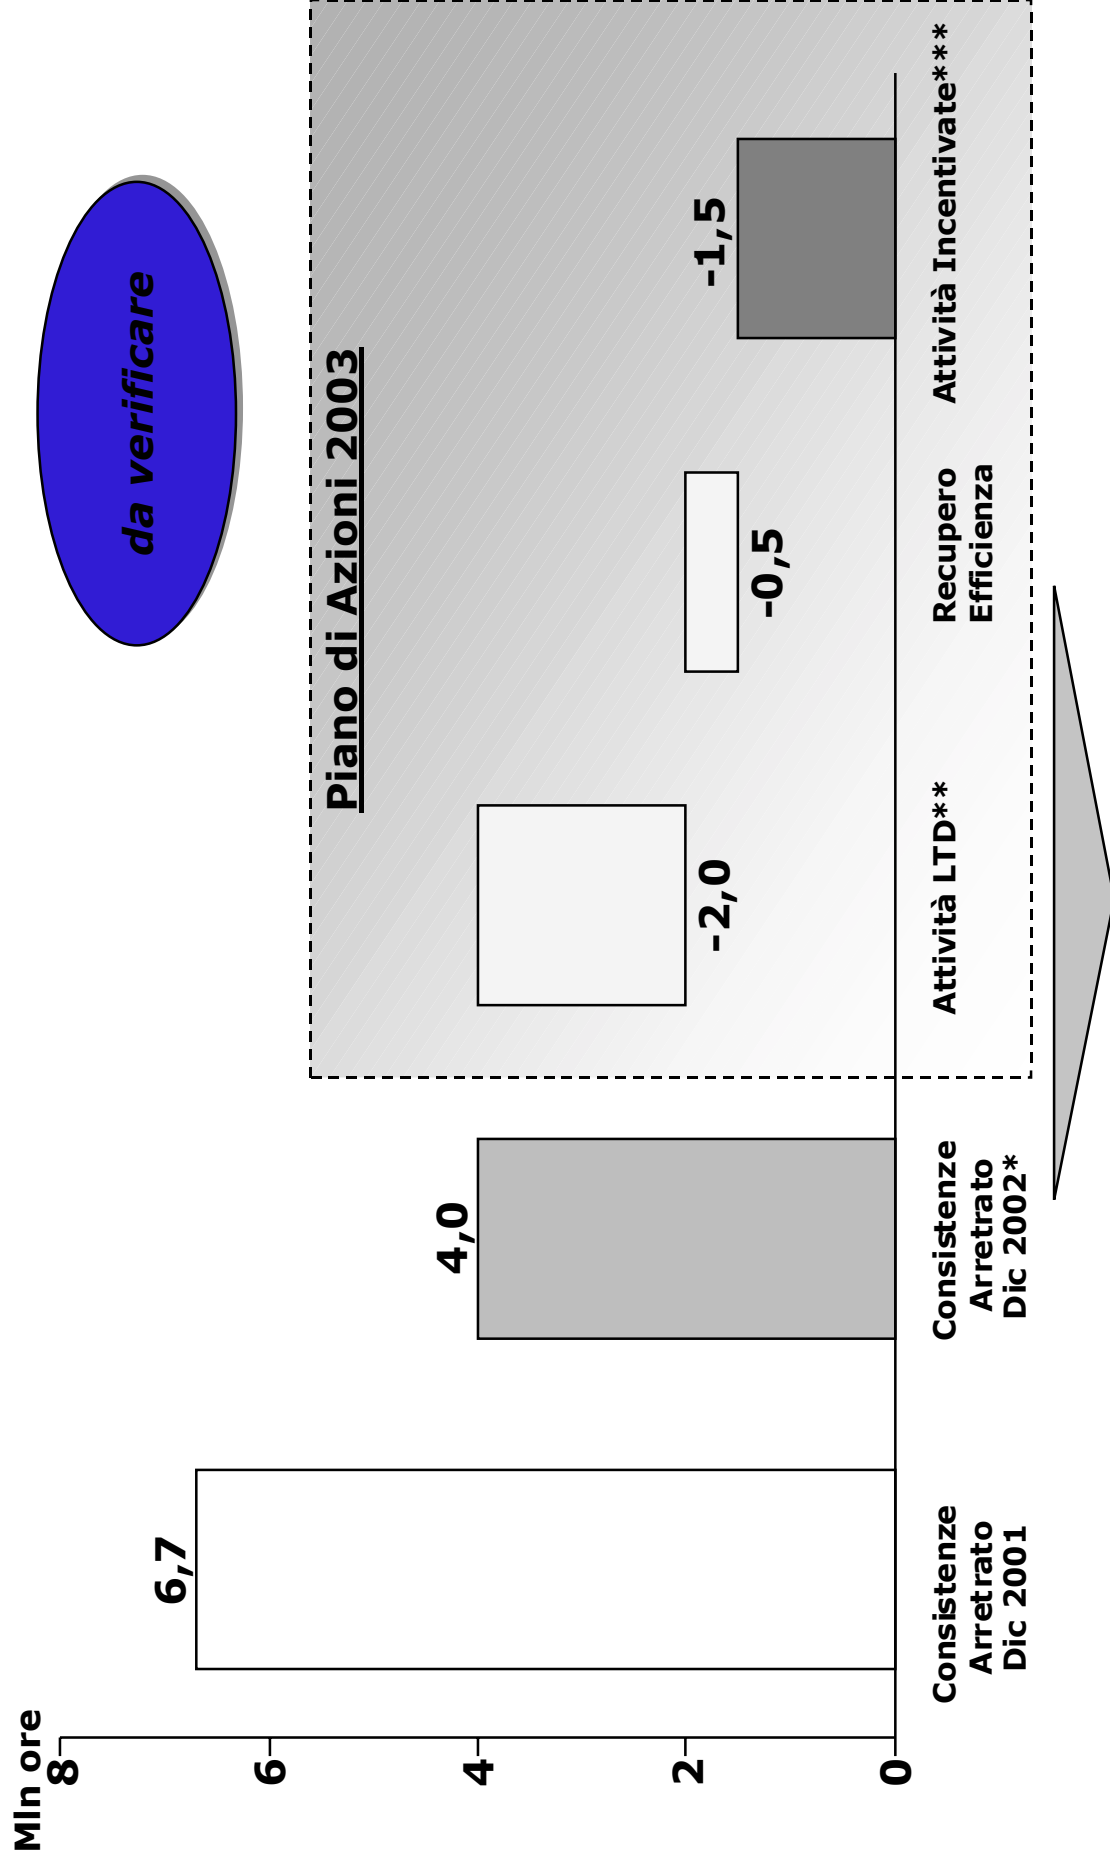 Mln ore
da verificare
Piano di Azioni 2003
8
6
4
2
0
6,7
4,0
-2,0
-0,5
-1,5
Consistenze
Arretrato
Dic 2001
Consistenze
Arretrato
Dic 2002*
Attività LTD**
Recupero
Efficienza
Attività Incentivate***